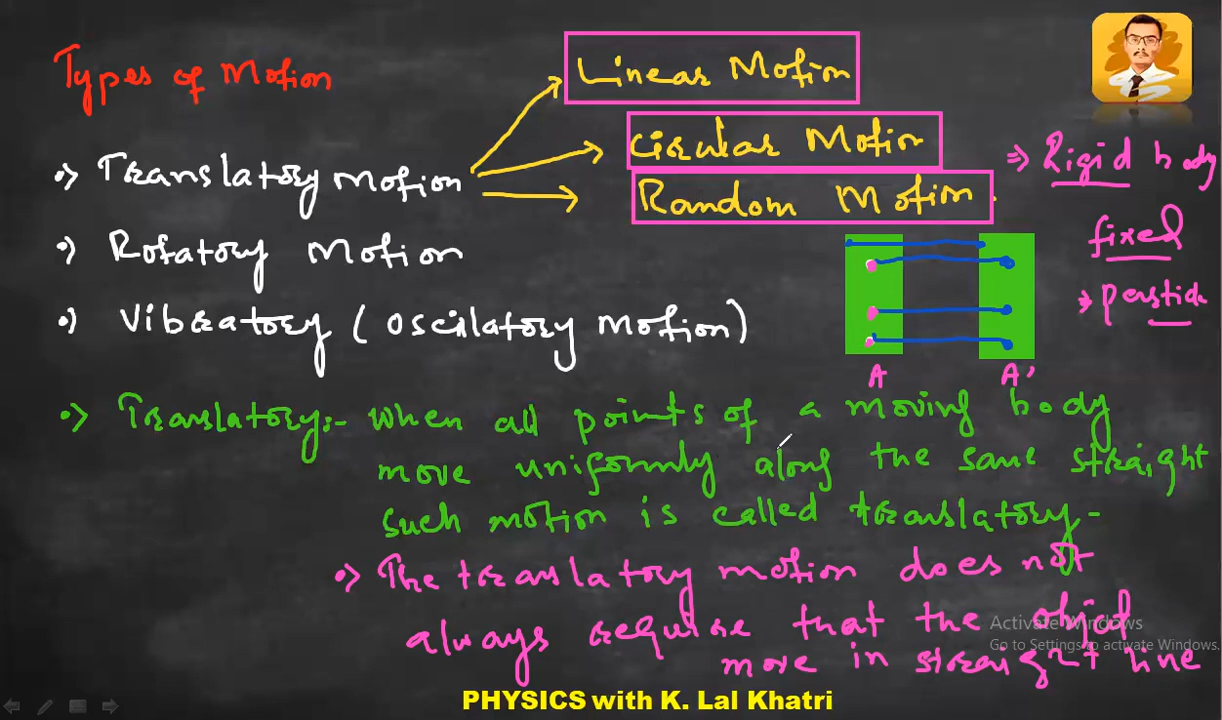 Types of Motion
Linear Motion
Circular Motion
Random Motion
⇒ Rigid body
fixed
→ particle
•> Translatory Motion
•> Rotatory Motion
•> Vibratory (Oscilatory Motion)
A A'
•> Translatory:- When all points of a moving body
move uniformly along the same straight
such motion is called translatory-
•> The translatory motion does not
always require that the object
move in straight line
Activate Windows
Go to Settings to activate Windows.
PHYSICS with K. Lal Khatri